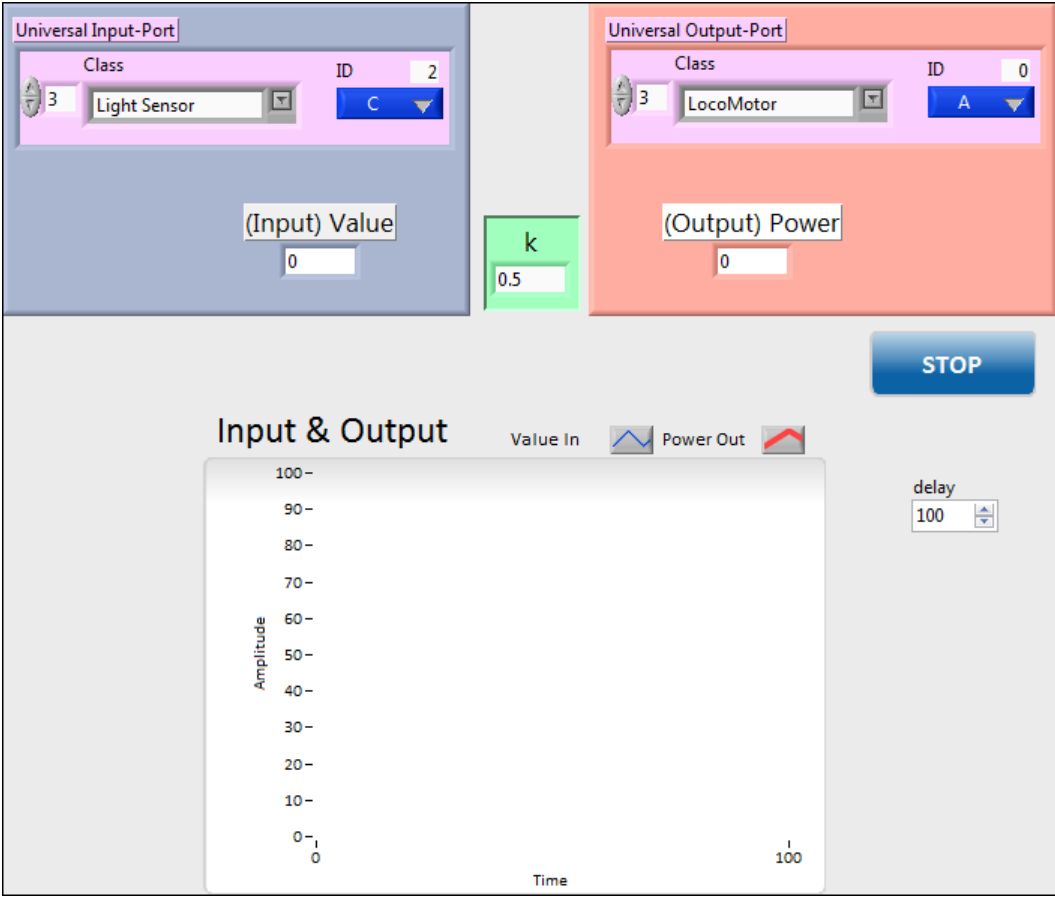 Universal Input-Port
Class
ID 2
3 Light Sensor
C
(Input) Value
0
k
0.5
Universal Output-Port
Class
ID 0
3 LocoMotor
A
(Output) Power
0
STOP
Input & Output
Value In
Power Out
delay
100
100
90
80
70
60
50
40
30
20
10
0
Amplitude
0
100
Time